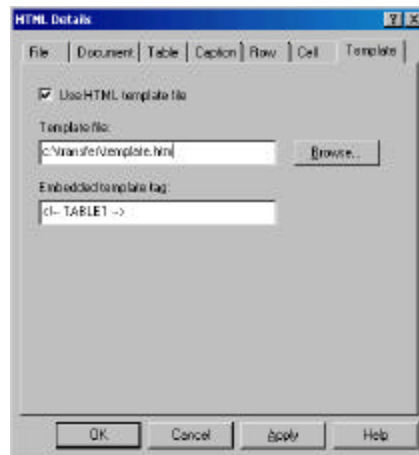 HTML Details
File Document Table Caption Row Cell Template
Use HTML template file
Template file:
c:\transfer\template.htm
Browse...
Embedded template tag:
<!-- TABLE1 -->
OK Cancel Apply Help